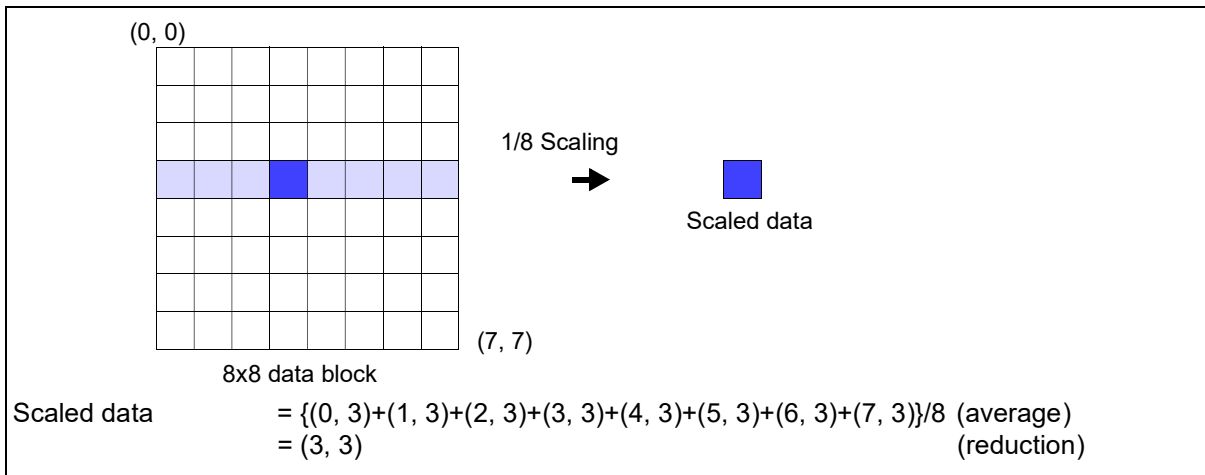 (0, 0)
1/8 Scaling
Scaled data
(7, 7)
8x8 data block
Scaled data = {(0, 3)+(1, 3)+(2, 3)+(3, 3)+(4, 3)+(5, 3)+(6, 3)+(7, 3)}/8 (average)
= (3, 3) (reduction)